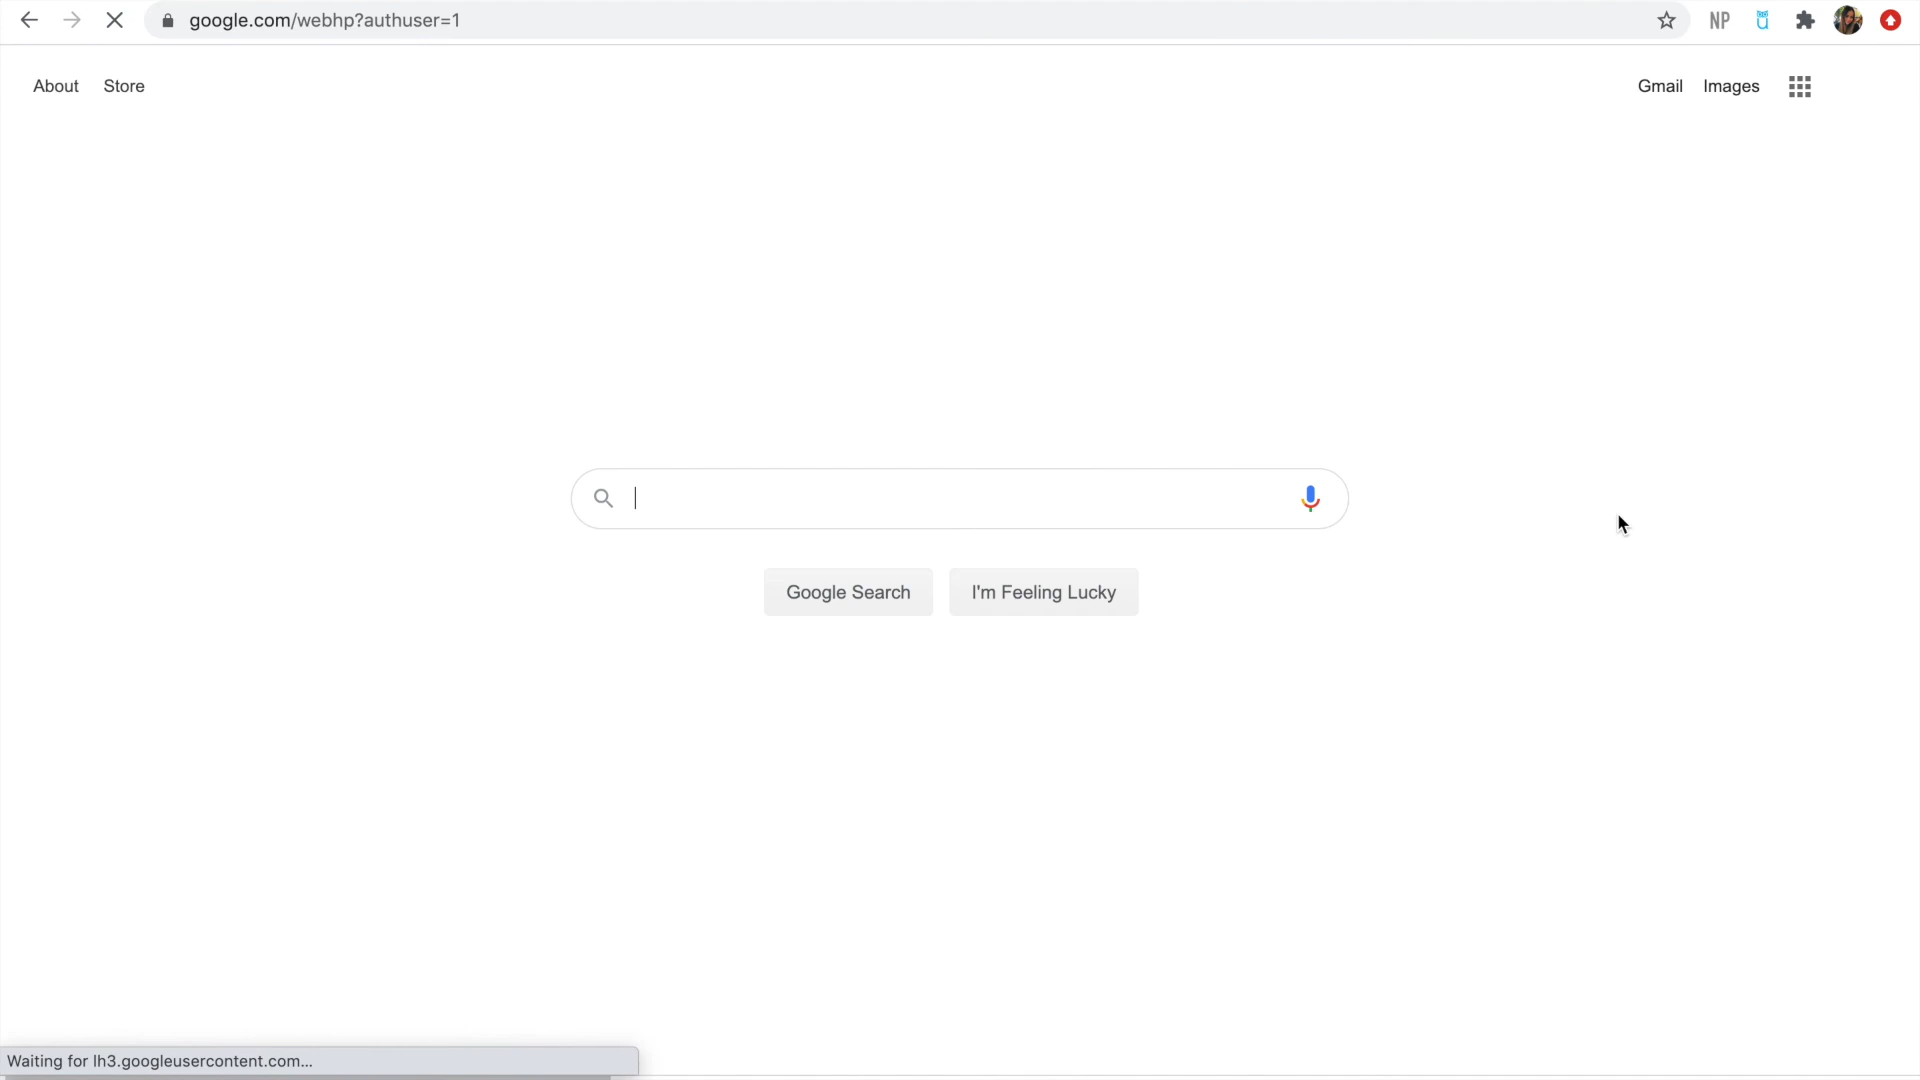 google.com/webhp?authuser=1
NP
About Store
Gmail Images
Google Search
I'm Feeling Lucky
Waiting for lh3.googleusercontent.com...